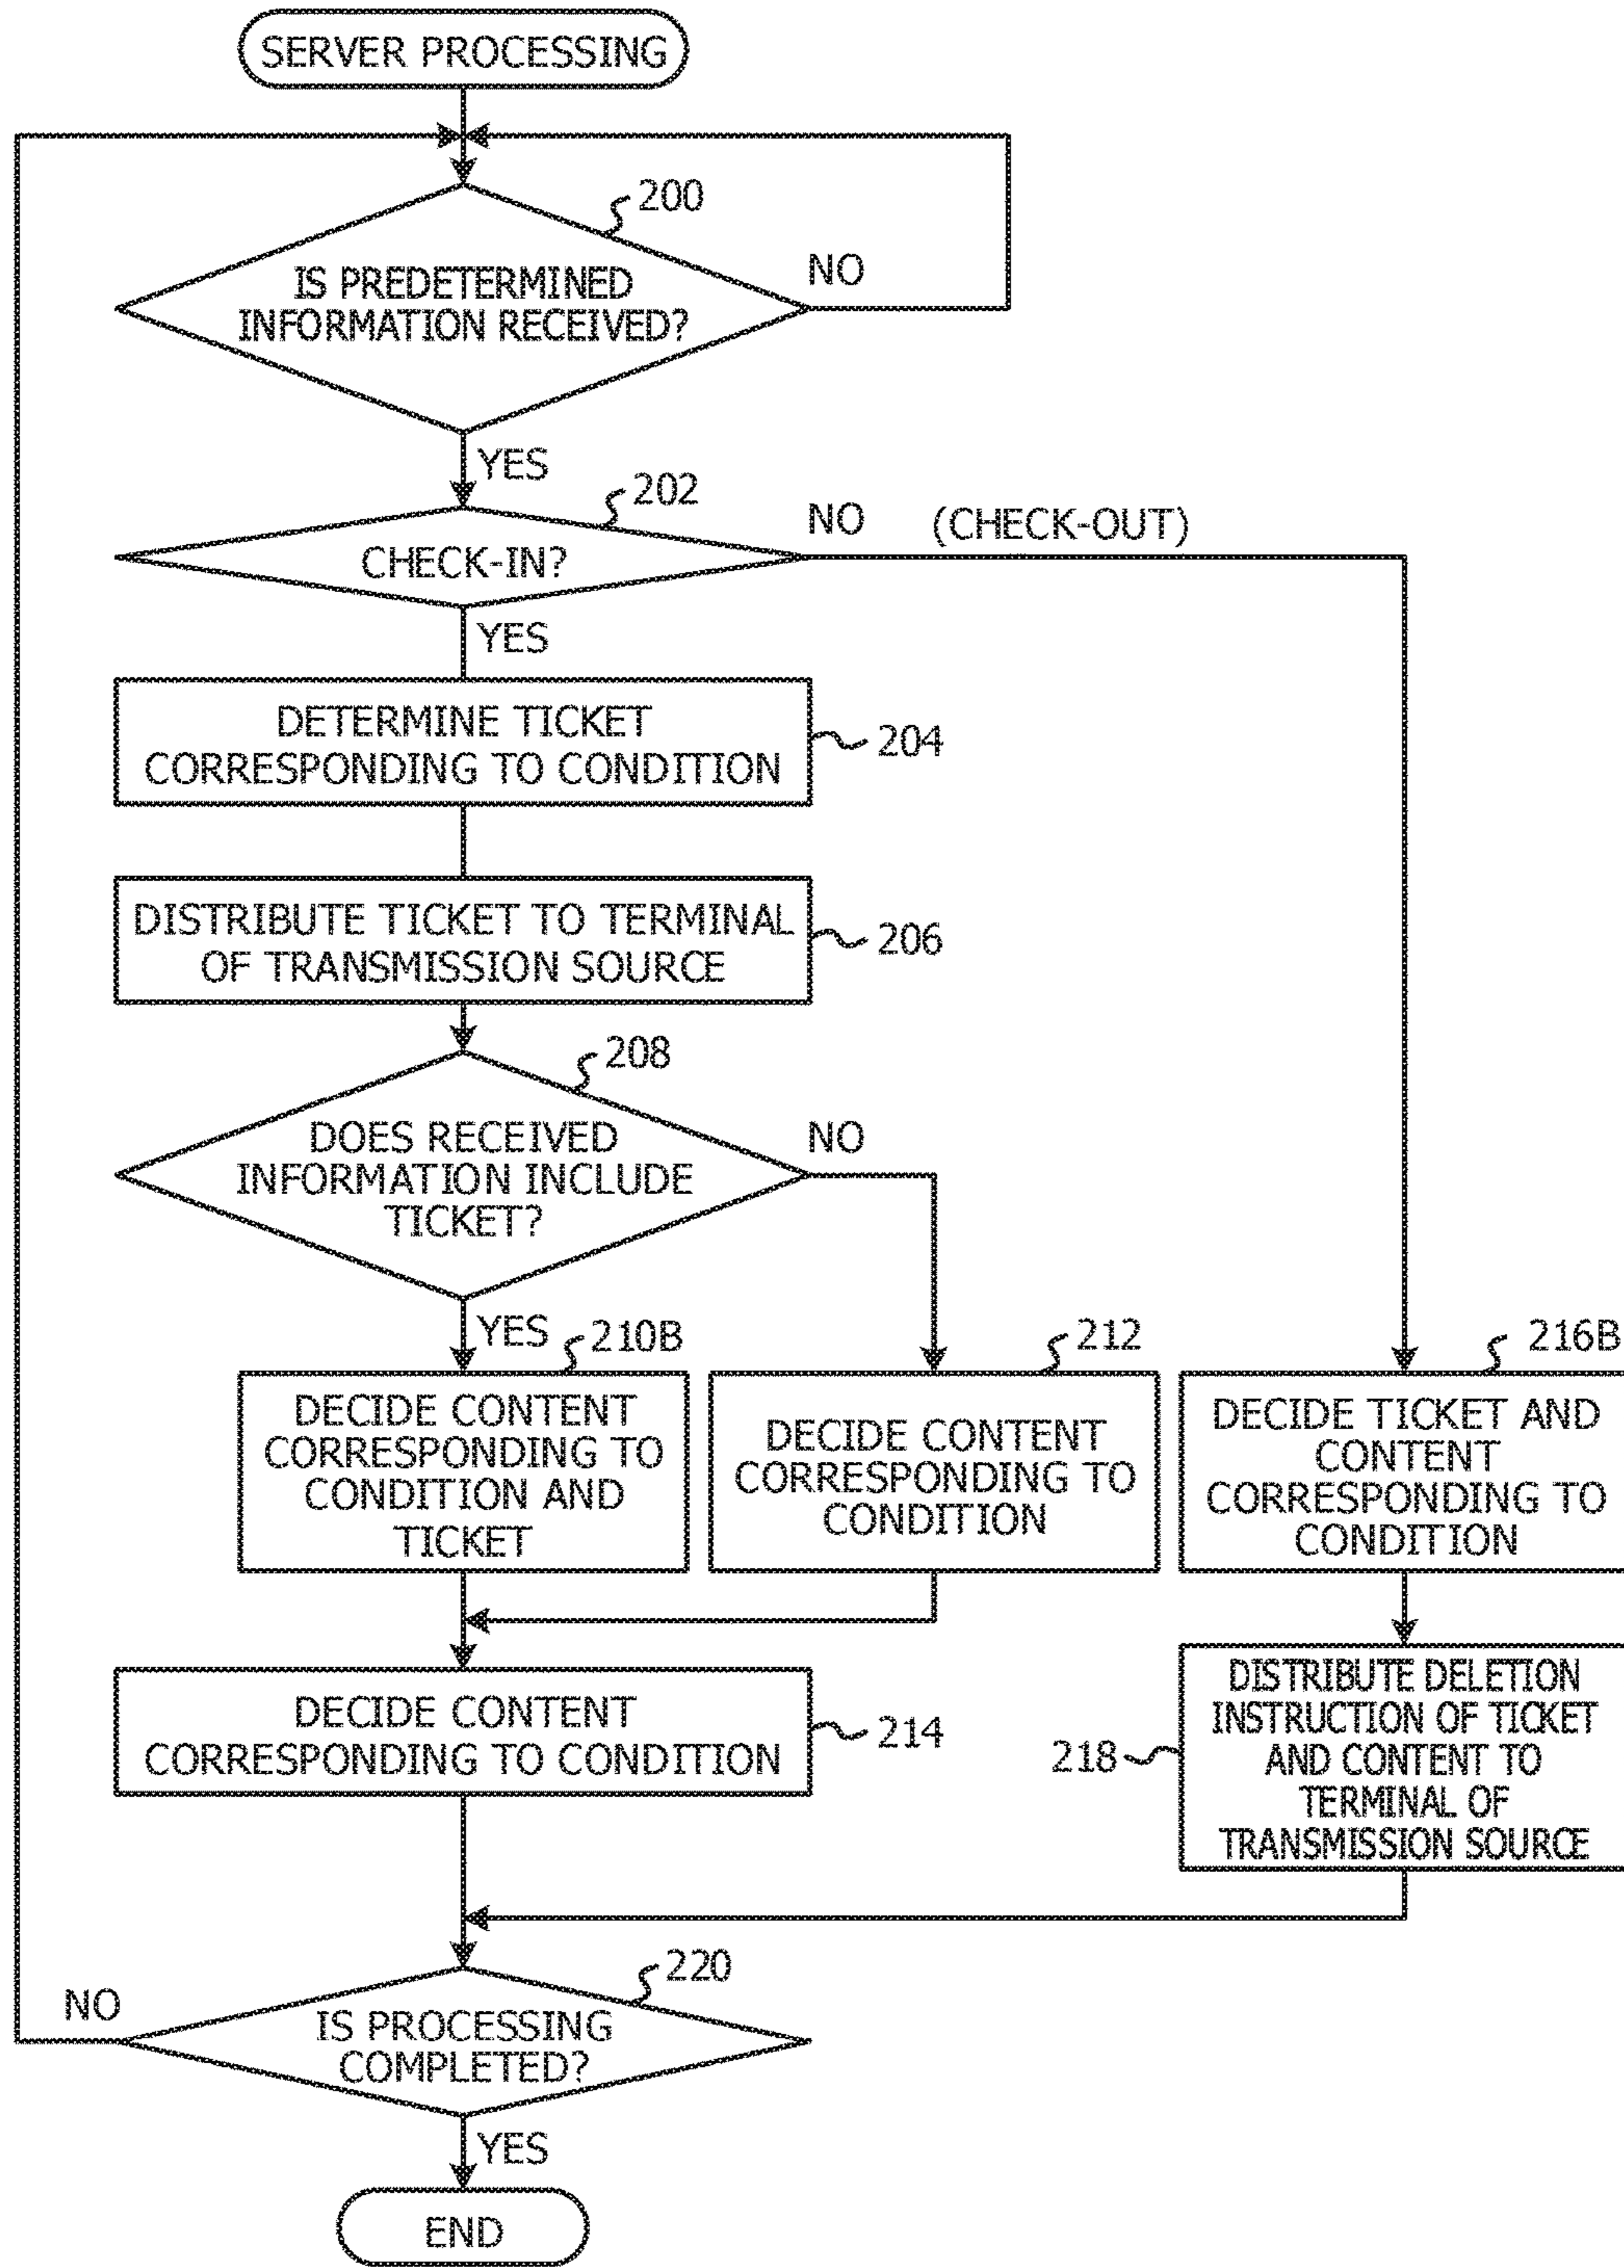 SERVER PROCESSING
200
IS PREDETERMINED
INFORMATION RECEIVED?
NO
YES
202
CHECK-IN?
NO (CHECK-OUT)
YES
DETERMINE TICKET
CORRESPONDING TO CONDITION
204
DISTRIBUTE TICKET TO TERMINAL
OF TRANSMISSION SOURCE
206
208
DOES RECEIVED
INFORMATION INCLUDE
TICKET?
NO
YES
210B
DECIDE CONTENT
CORRESPONDING TO
CONDITION AND
TICKET
212
DECIDE CONTENT
CORRESPONDING TO
CONDITION
216B
DECIDE TICKET AND
CONTENT
CORRESPONDING TO
CONDITION
DECIDE CONTENT
CORRESPONDING TO CONDITION
214
218
DISTRIBUTE DELETION
INSTRUCTION OF TICKET
AND CONTENT TO
TERMINAL OF
TRANSMISSION SOURCE
220
NO
IS PROCESSING
COMPLETED?
YES
END